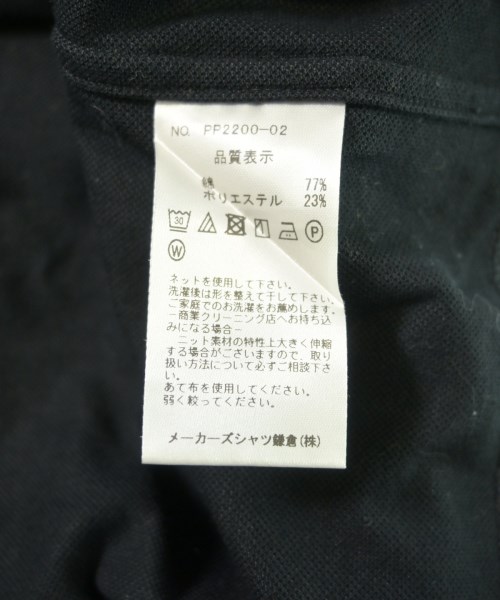 NO. PP2200-02
品質表示
綿 77%
ポリエステル 23%
30
P
W
ネットを使用して下さい。
洗濯後は形を整えて干して下さい。
ご家庭でのお洗濯をお薦めします。
-商業クリーニング店へお持ち込
みになる場合-
ニット素材の特性上大きく伸縮
する場合がございますので、取り
扱い方法について必ずご相談下
さい。
あて布を使用してください。
弱く絞ってください。
メーカーズシャツ鎌倉(株)